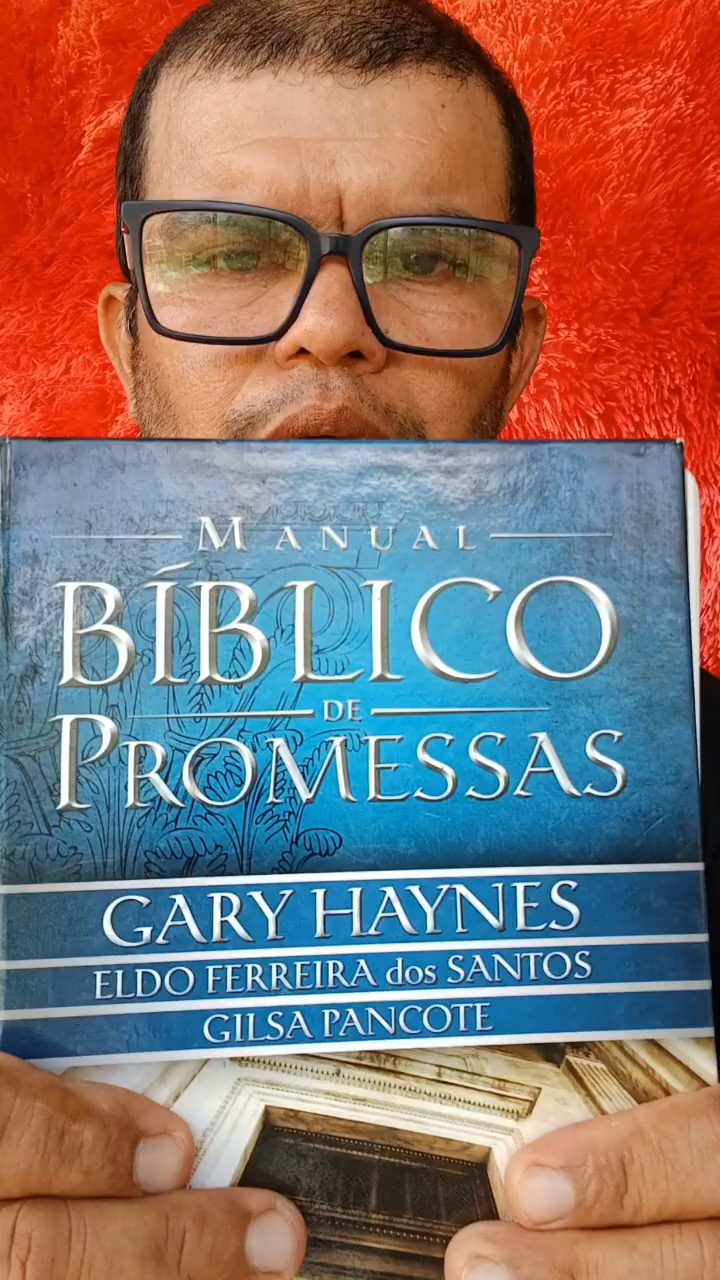 MANUAL
BÍBLICO
DE
PROMESSAS
GARY HAYNES
ELDO FERREIRA dos SANTOS
GILSA PANCOTE